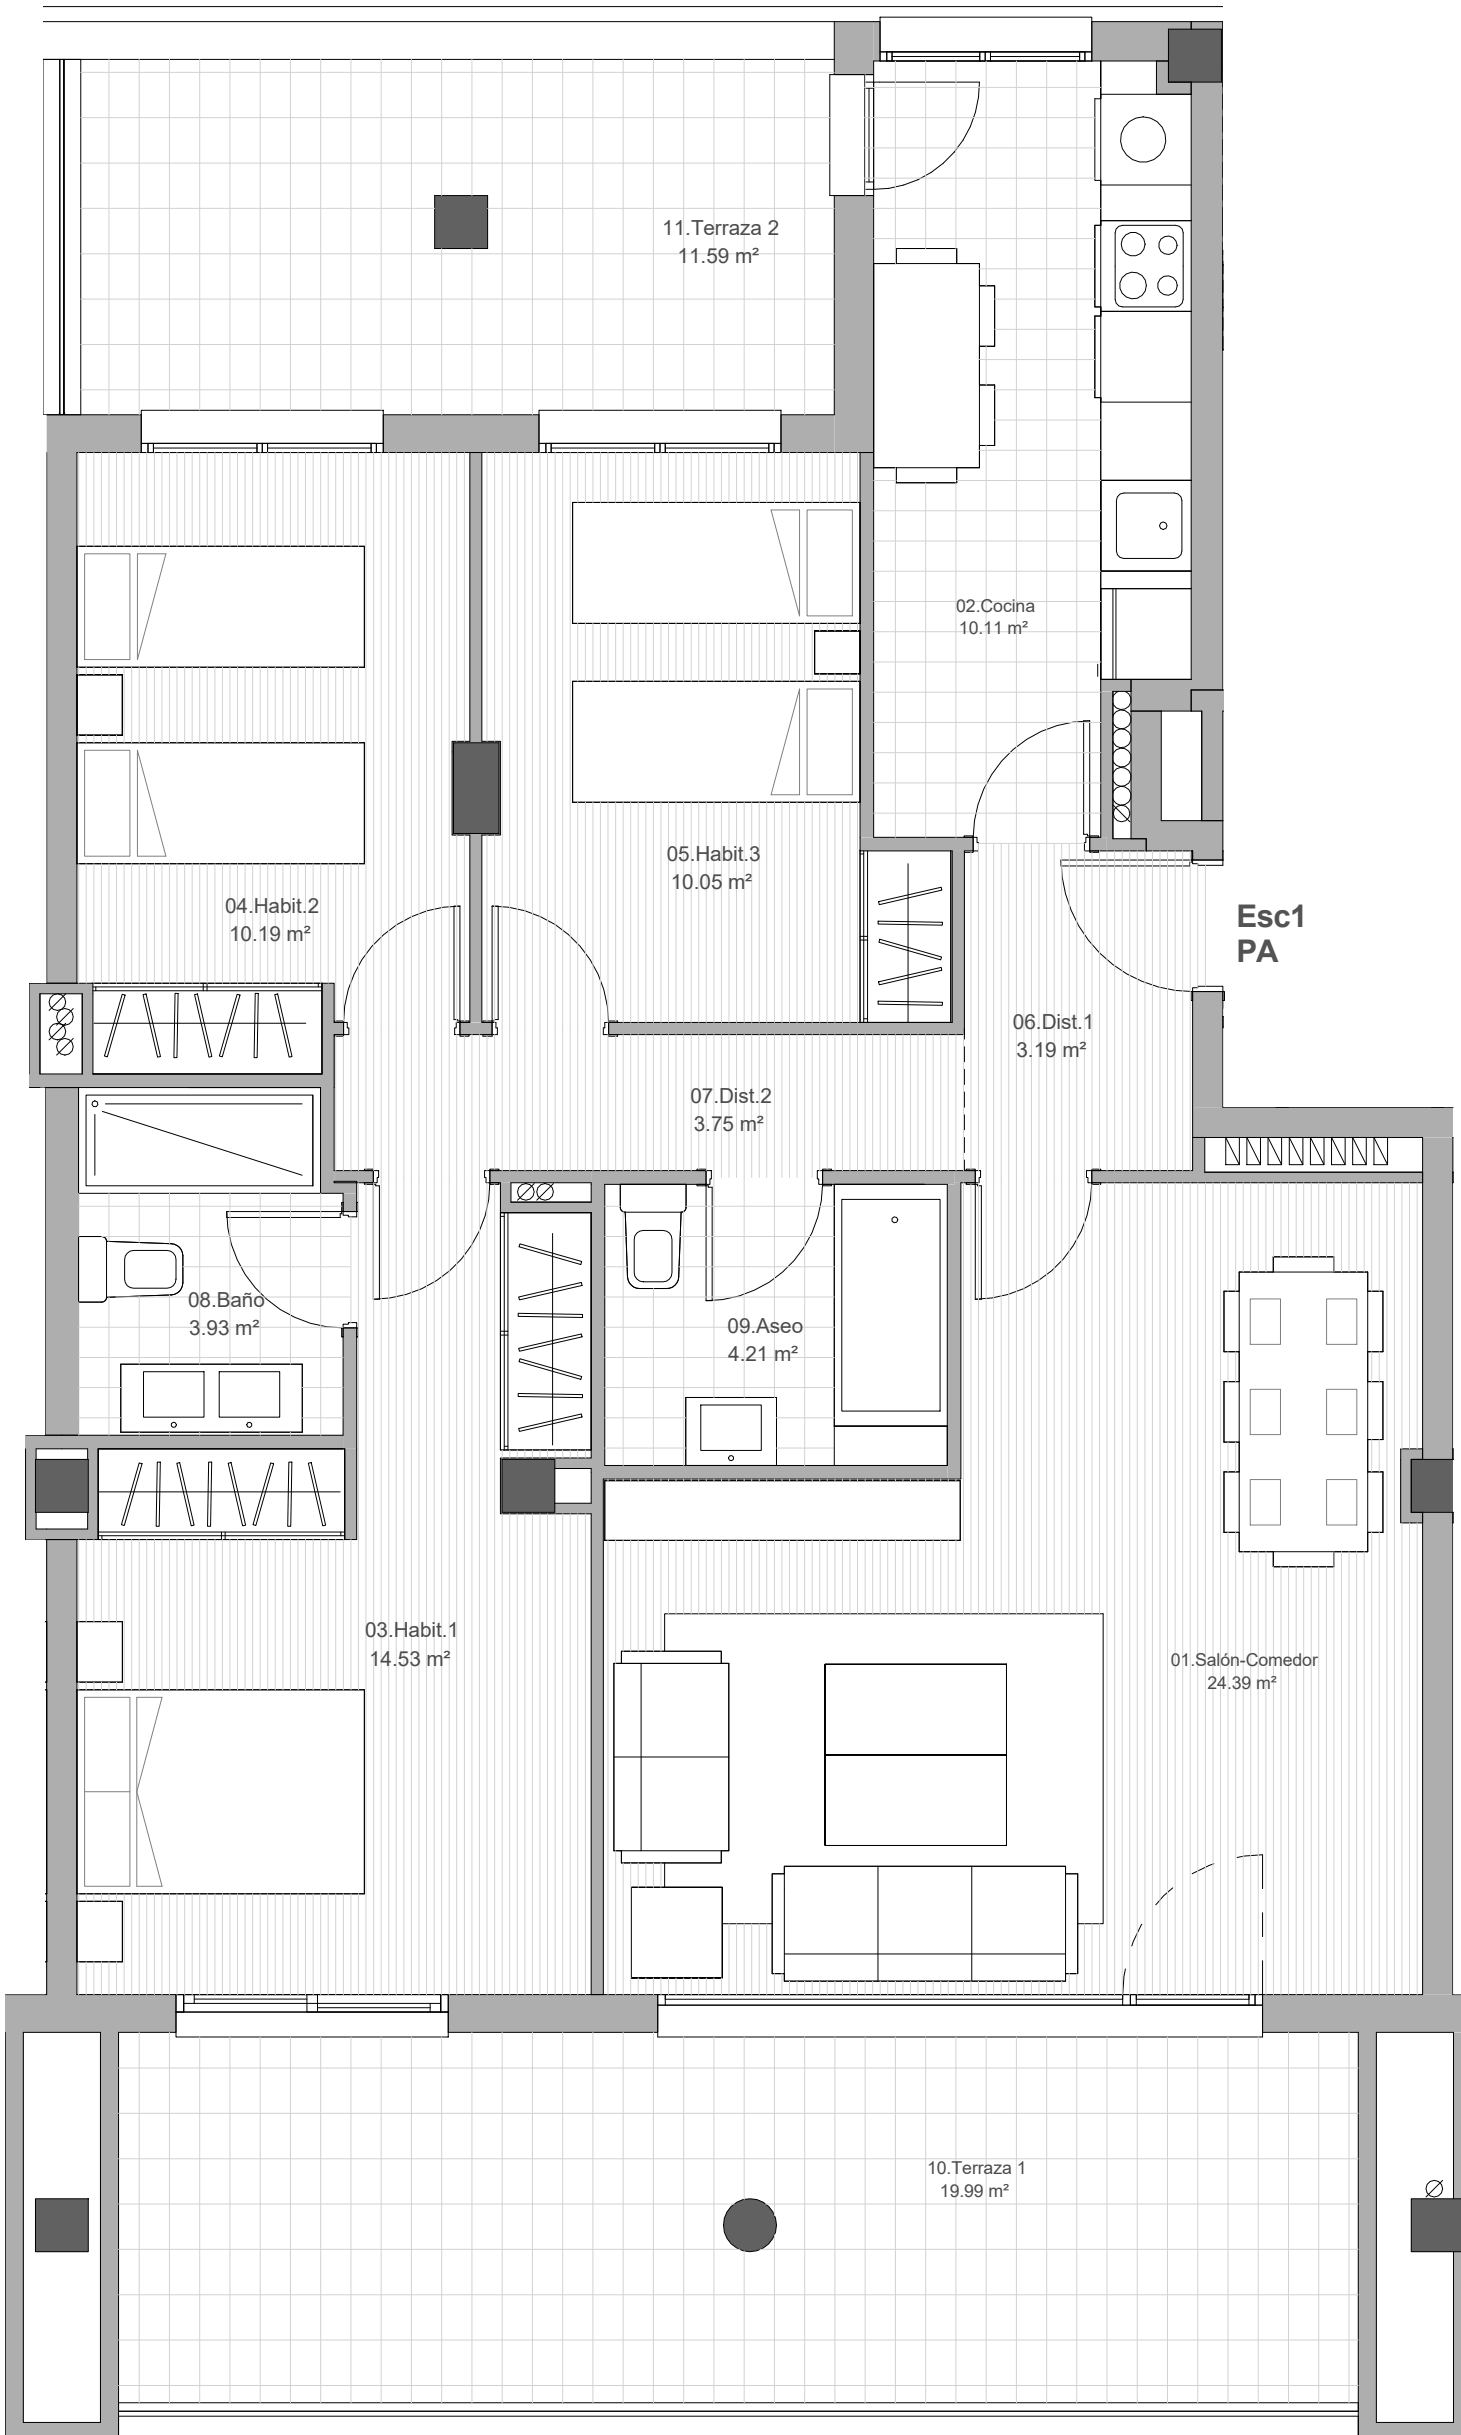 11.Terraza 2
11.59 m²
02.Cocina
10.11 m²
05.Habit.3
10.05 m²
04.Habit.2
10.19 m²
Esc1
PA
06.Dist.1
3.19 m²
07.Dist.2
3.75 m²
08.Baño
3.93 m²
09.Aseo
4.21 m²
03.Habit.1
14.53 m²
01.Salón-Comedor
24.39 m²
10.Terraza 1
19.99 m²